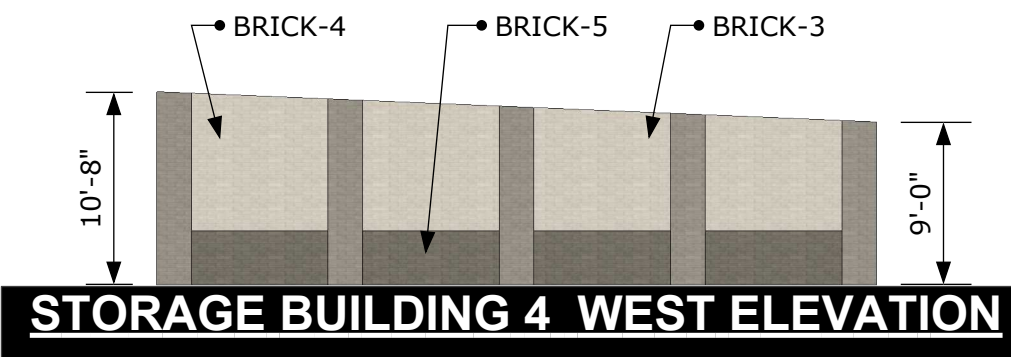 BRICK-4
BRICK-5
BRICK-3
10'-8"
9'-0"
STORAGE BUILDING 4 WEST ELEVATION